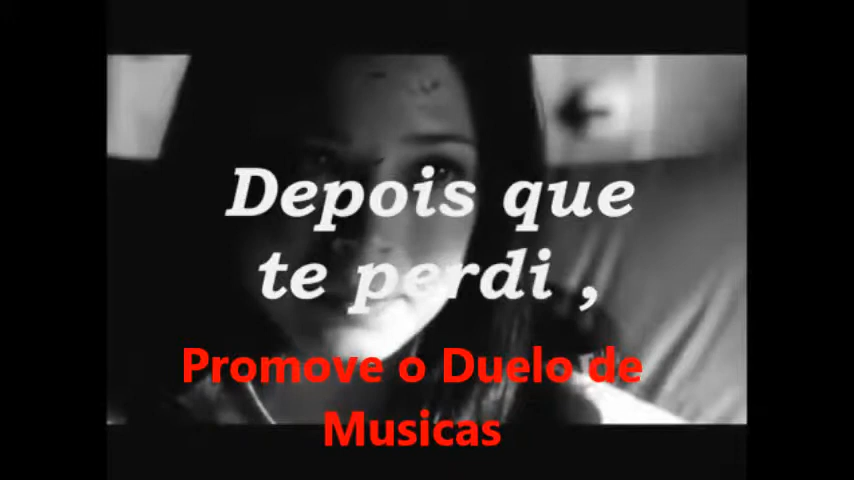 Depois que
te perdi ,
Promove o Duelo de
Musicas